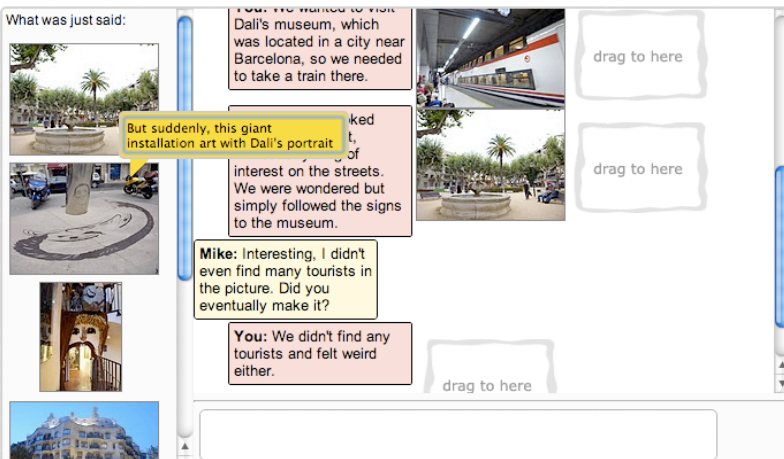 What was just said:
But suddenly, this giant
installation art with Dali's portrait
You: We wanted to visit
Dali's museum, which
was located in a city near
Barcelona, so we needed
to take a train there.
drag to here
of
interest on the streets.
We were wondered but
simply followed the signs
to the museum.
drag to here
Mike: Interesting, I didn't
even find many tourists in
the picture. Did you
eventually make it?
You: We didn't find any
tourists and felt weird
either.
drag to here